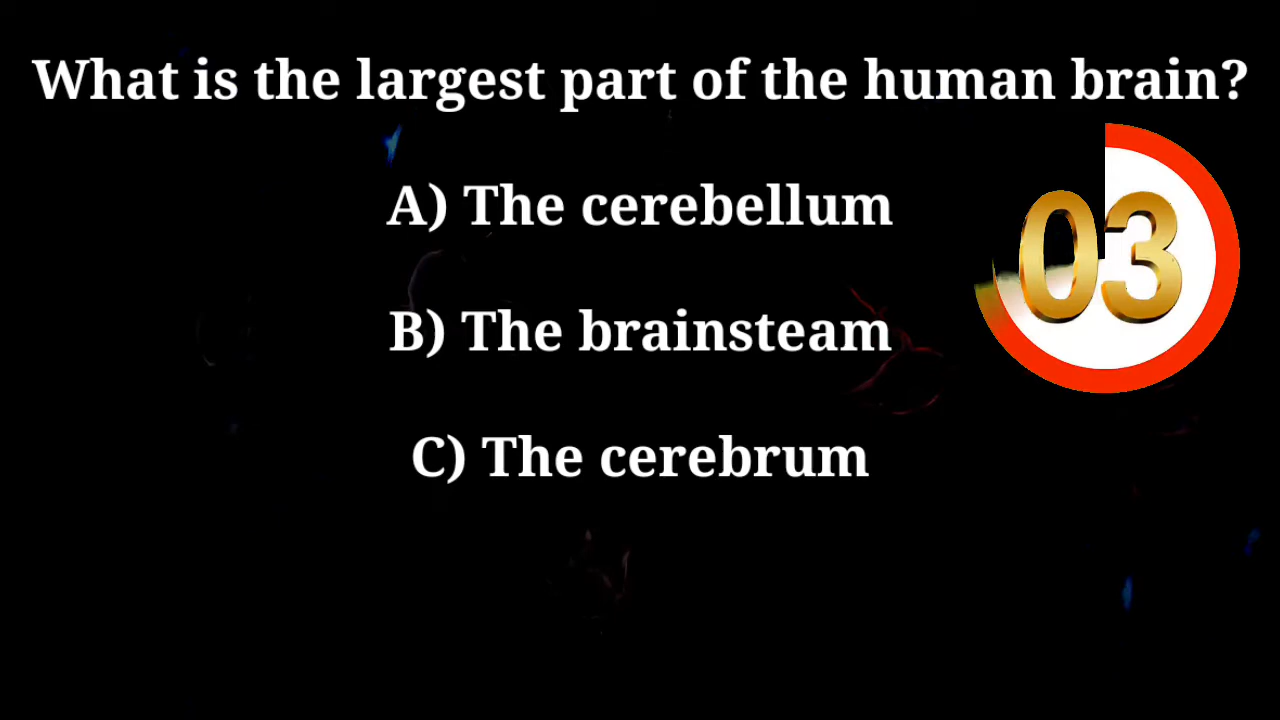 What is the largest part of the human brain?
A) The cerebellum
03
B) The brainsteam
C) The cerebrum